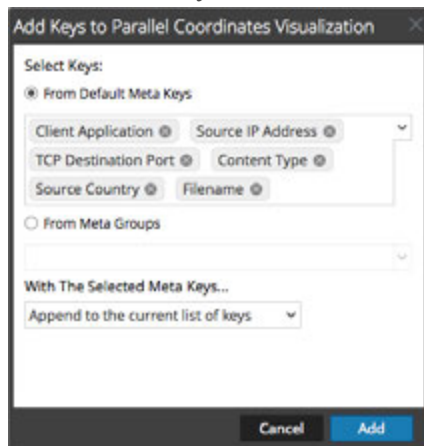 Add Keys to Parallel Coordinates Visualization
Select Keys:
From Default Meta Keys
Client Application Source IP Address
TCP Destination Port Content Type
Source Country Filename
From Meta Groups
With The Selected Meta Keys...
Append to the current list of keys
Cancel Add